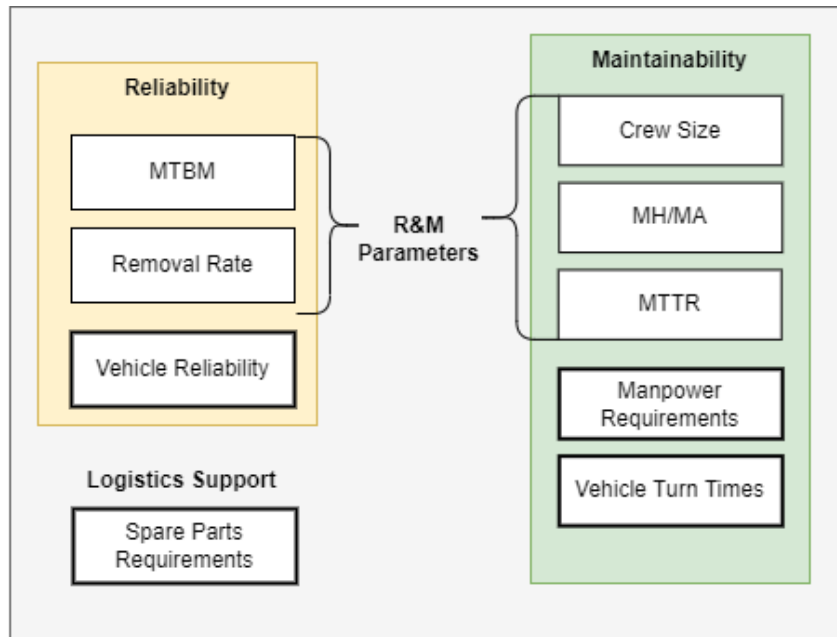 Reliability
MTBM
Removal Rate
Vehicle Reliability
Logistics Support
Spare Parts
Requirements
R&M
Parameters
Maintainability
Crew Size
MH/MA
MTTR
Manpower
Requirements
Vehicle Turn Times